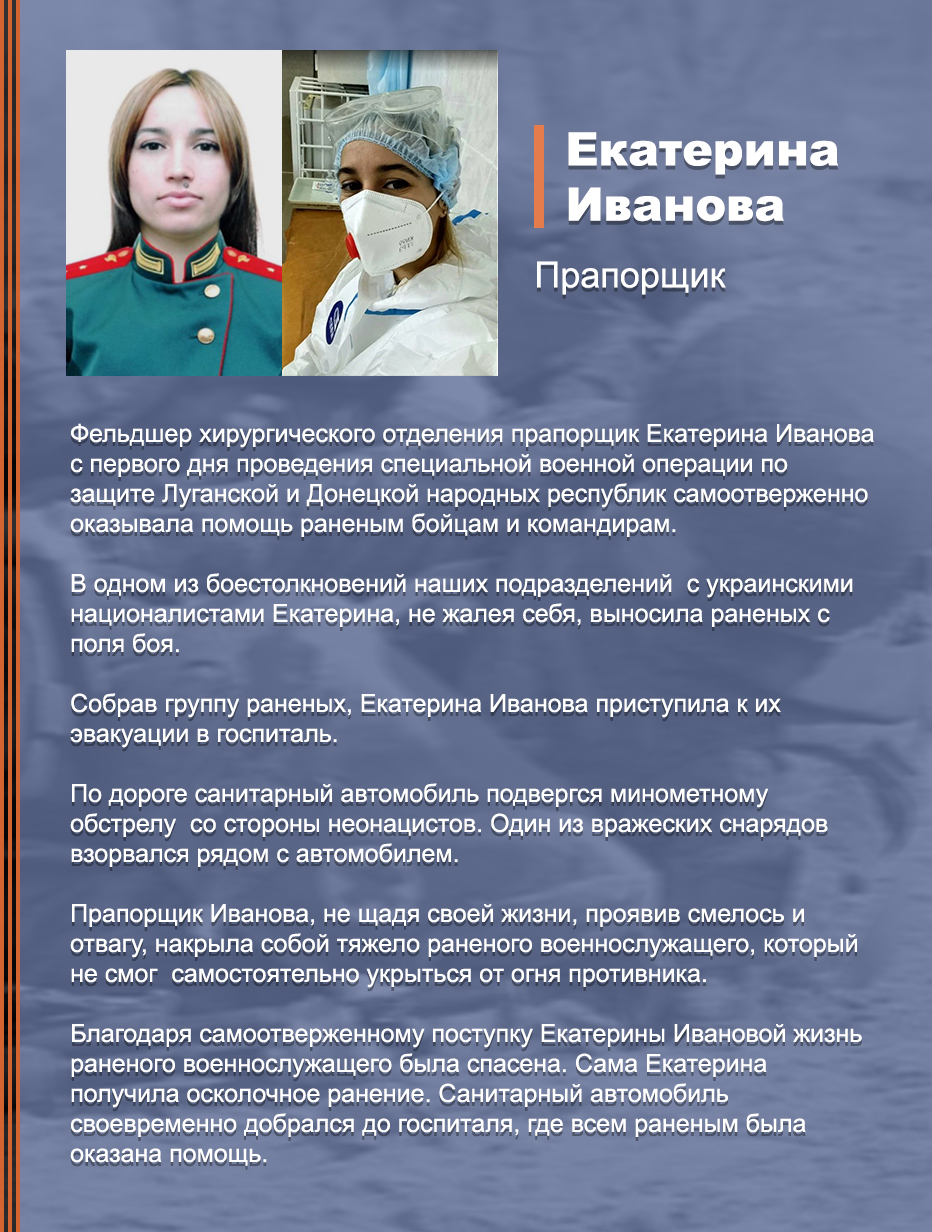 Екатерина
Иванова
Прапорщик
Фельдшер хирургического отделения прапорщик Екатерина Иванова
с первого дня проведения специальной военной операции по
защите Луганской и Донецкой народных республик самоотверженно
оказывала помощь раненым бойцам и командирам.
В одном из боестолкновений наших подразделений с украинскими
националистами Екатерина, не жалея себя, выносила раненых с
поля боя.
Собрав группу раненых, Екатерина Иванова приступила к их
эвакуации в госпиталь.
По дороге санитарный автомобиль подвергся минометному
обстрелу со стороны неонацистов. Один из вражеских снарядов
взорвался рядом с автомобилем.
Прапорщик Иванова, не щадя своей жизни, проявив смелось и
отвагу, накрыла собой тяжело раненого военнослужащего, который
не смог самостоятельно укрыться от огня противника.
Благодаря самоотверженному поступку Екатерины Ивановой жизнь
раненого военнослужащего была спасена. Сама Екатерина
получила осколочное ранение. Санитарный автомобиль
своевременно добрался до госпиталя, где всем раненым была
оказана помощь.